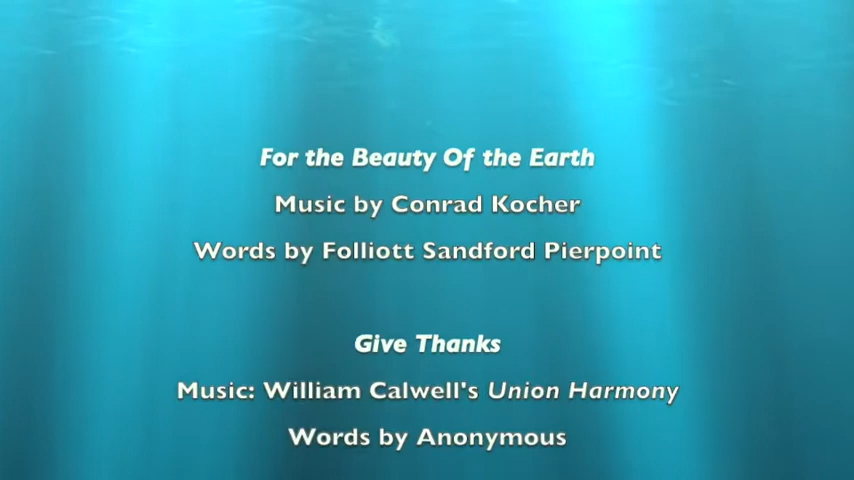 For the Beauty Of the Earth
Music by Conrad Kocher
Words by Folliott Sandford Pierpoint
Give Thanks
Music: William Calwell's Union Harmony
Words by Anonymous